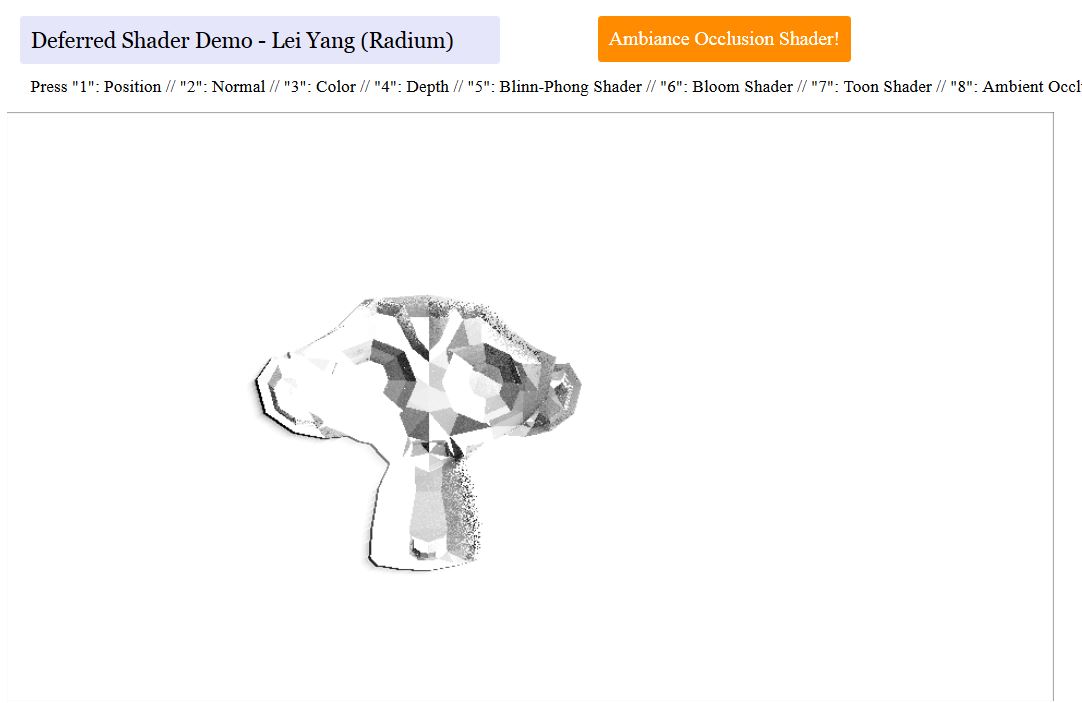 Deferred Shader Demo - Lei Yang (Radium)
Ambiance Occlusion Shader!
Press "1": Position // "2": Normal // "3": Color // "4": Depth // "5": Blinn-Phong Shader // "6": Bloom Shader // "7": Toon Shader // "8": Ambient